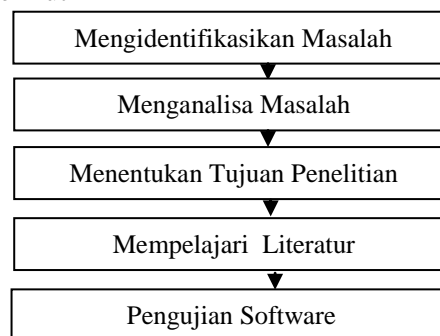 Mengidentifikasikan Masalah
Menganalisa Masalah
Menentukan Tujuan Penelitian
Mempelajari Literatur
Pengujian Software